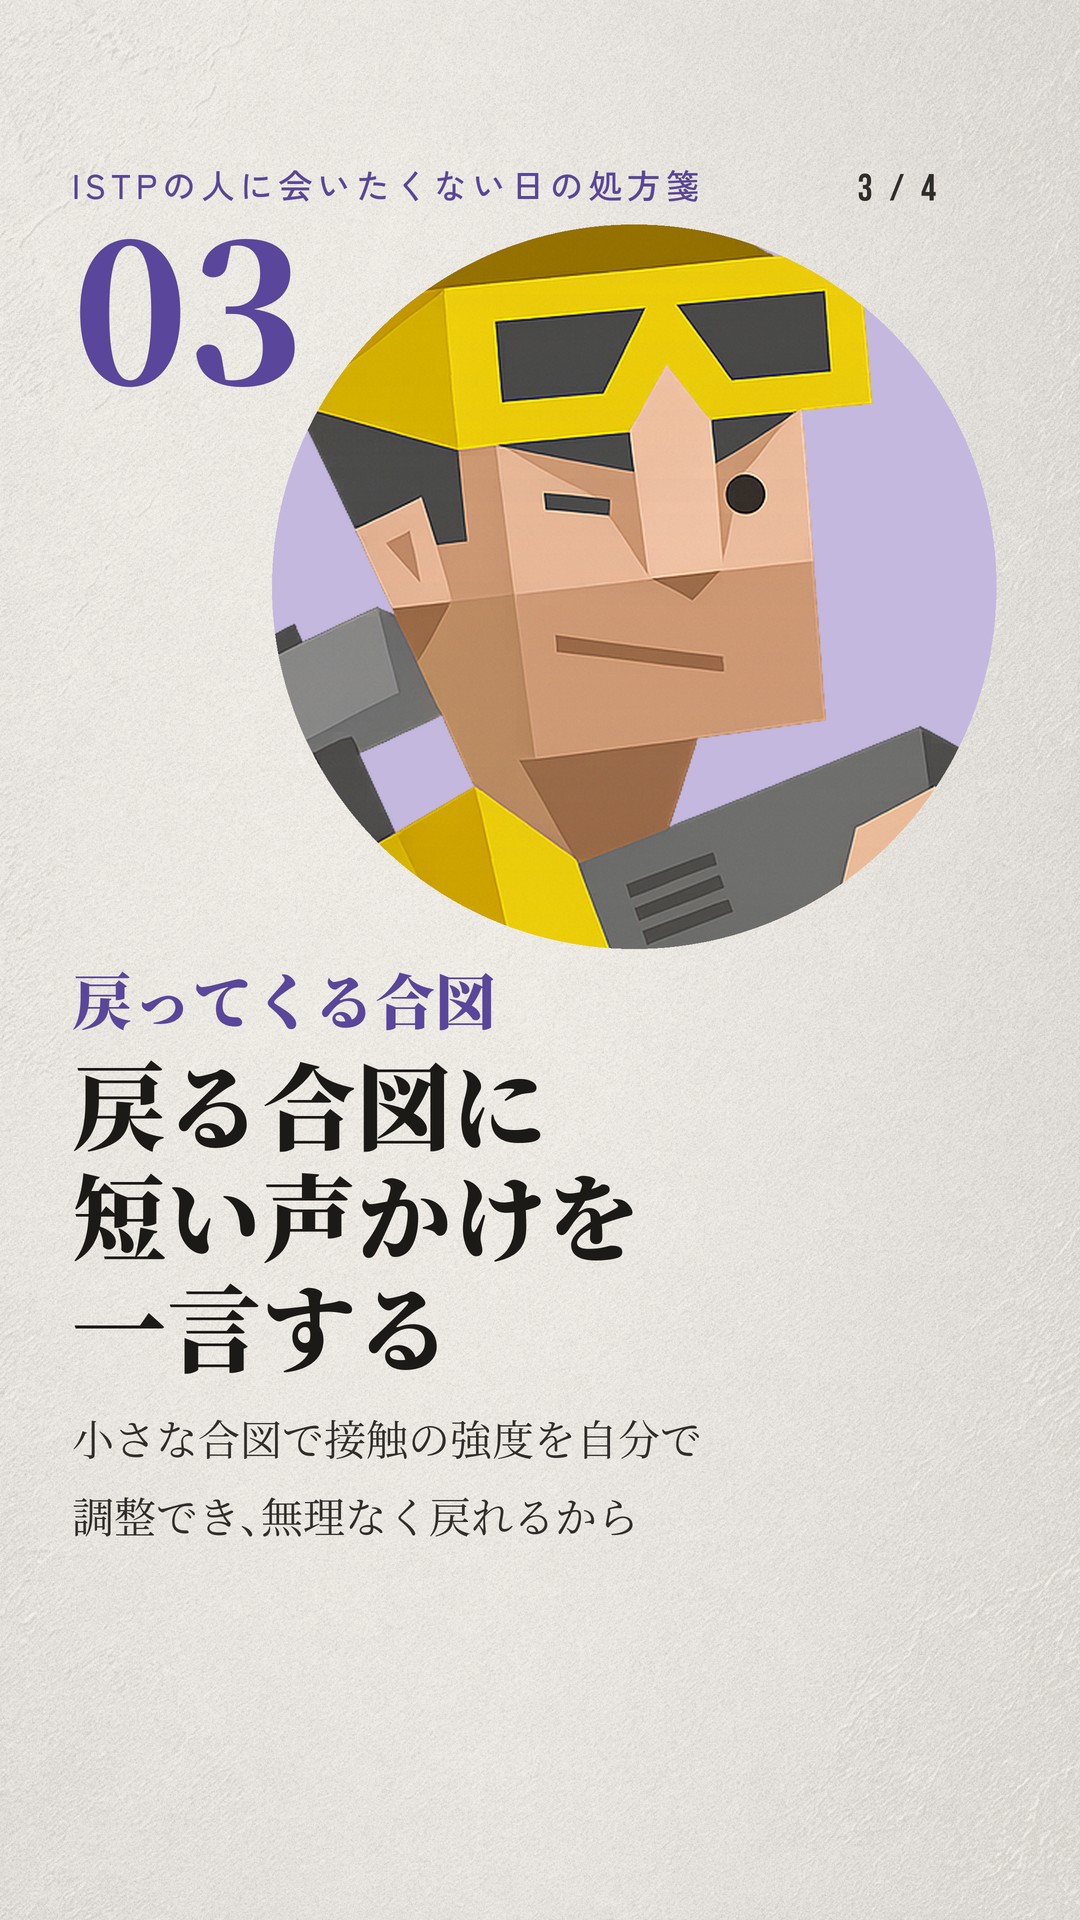 ISTPの人に会いたくない日の処方箋
3 / 4
03
戻ってくる合図
戻る合図に
短い声かけを
一言する
小さな合図で接触の強度を自分で
調整でき、無理なく戻れるから